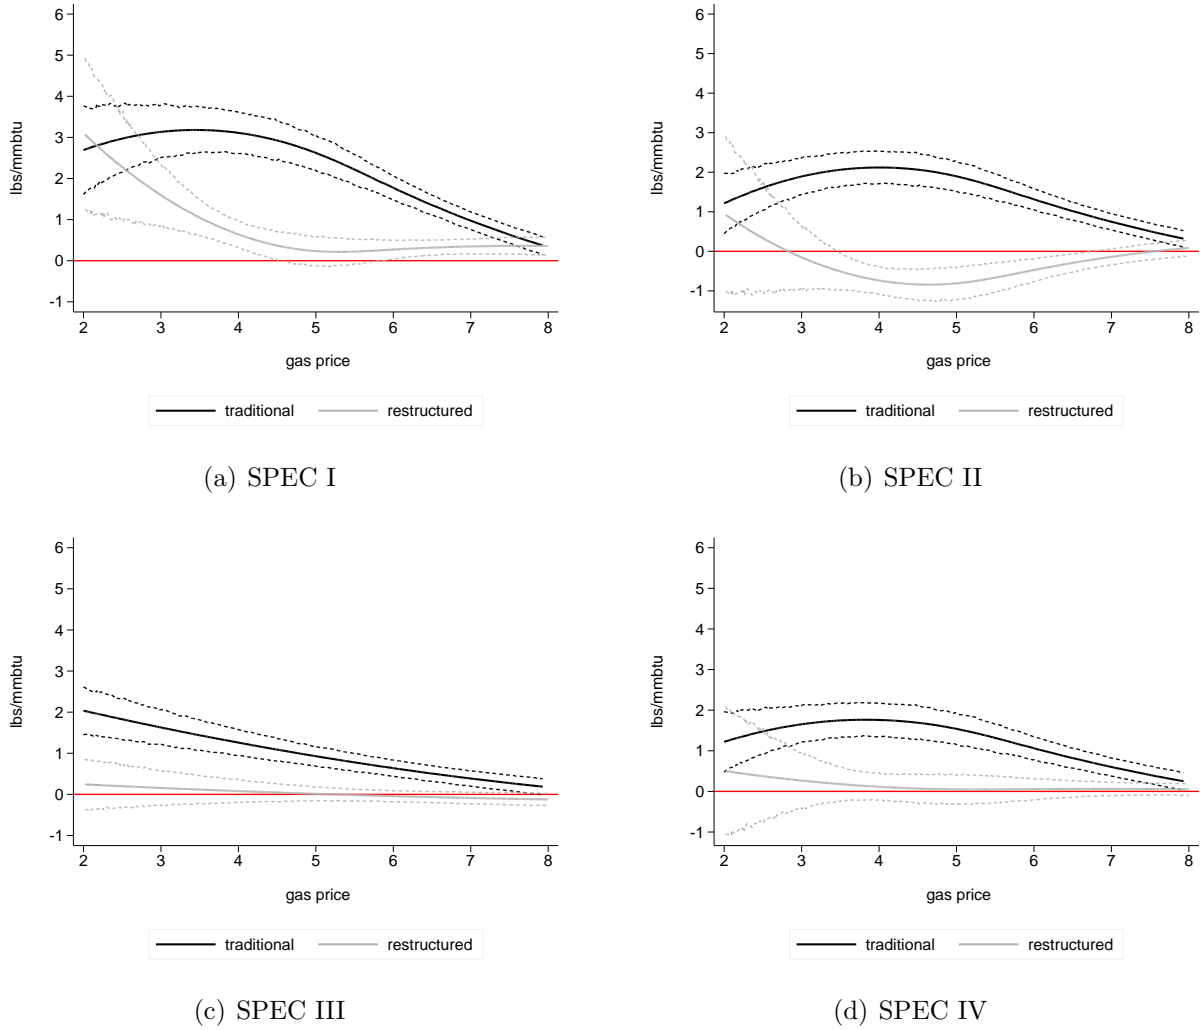 6
5
4
3
2
1
0
-1
lbs/mmbtu
2 3 4 5 6 7 8
gas price
traditional restructured
(a) SPEC I
6
5
4
3
2
1
0
-1
lbs/mmbtu
2 3 4 5 6 7 8
gas price
traditional restructured
(b) SPEC II
6
5
4
3
2
1
0
-1
lbs/mmbtu
2 3 4 5 6 7 8
gas price
traditional restructured
(c) SPEC III
6
5
4
3
2
1
0
-1
lbs/mmbtu
2 3 4 5 6 7 8
gas price
traditional restructured
(d) SPEC IV